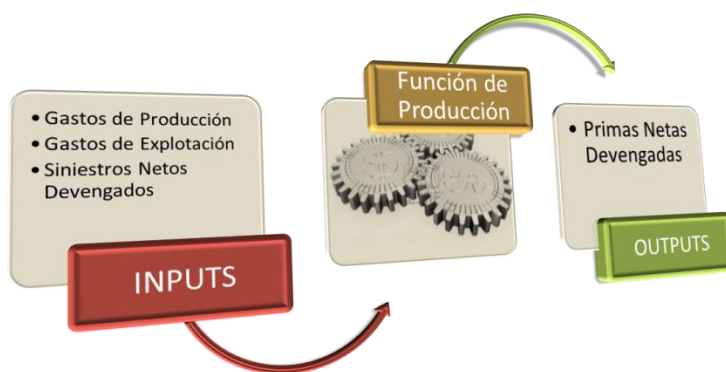 • Gastos de Producción
• Gastos de Explotación
• Siniestros Netos
Devengados
INPUTS
Función de
Producción
• Primas Netas
Devengadas
OUTPUTS